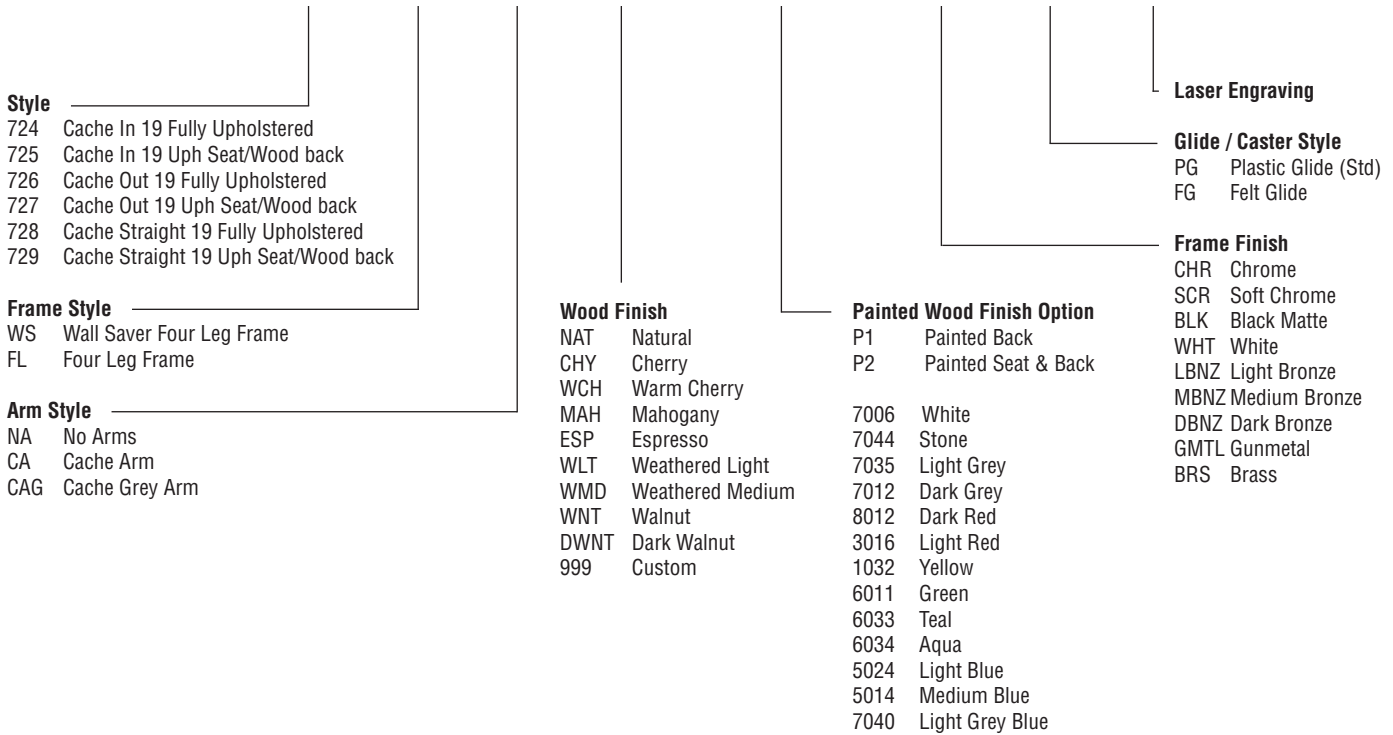 Style
724 Cache In 19 Fully Upholstered
725 Cache In 19 Uph Seat/Wood back
726 Cache Out 19 Fully Upholstered
727 Cache Out 19 Uph Seat/Wood back
728 Cache Straight 19 Fully Upholstered
729 Cache Straight 19 Uph Seat/Wood back
Frame Style
WS Wall Saver Four Leg Frame
FL Four Leg Frame
Arm Style
NA No Arms
CA Cache Arm
CAG Cache Grey Arm
Wood Finish
NAT Natural
CHY Cherry
WCH Warm Cherry
MAH Mahogany
ESP Espresso
WLT Weathered Light
WMD Weathered Medium
WNT Walnut
DWNT Dark Walnut
999 Custom
Painted Wood Finish Option
P1 Painted Back
P2 Painted Seat & Back
7006 White
7044 Stone
7035 Light Grey
7012 Dark Grey
8012 Dark Red
3016 Light Red
1032 Yellow
6011 Green
6033 Teal
6034 Aqua
5024 Light Blue
5014 Medium Blue
7040 Light Grey Blue
Laser Engraving
Glide / Caster Style
PG Plastic Glide (Std)
FG Felt Glide
Frame Finish
CHR Chrome
SCR Soft Chrome
BLK Black Matte
WHT White
LBNZ Light Bronze
MBNZ Medium Bronze
DBNZ Dark Bronze
GMTL Gunmetal
BRS Brass